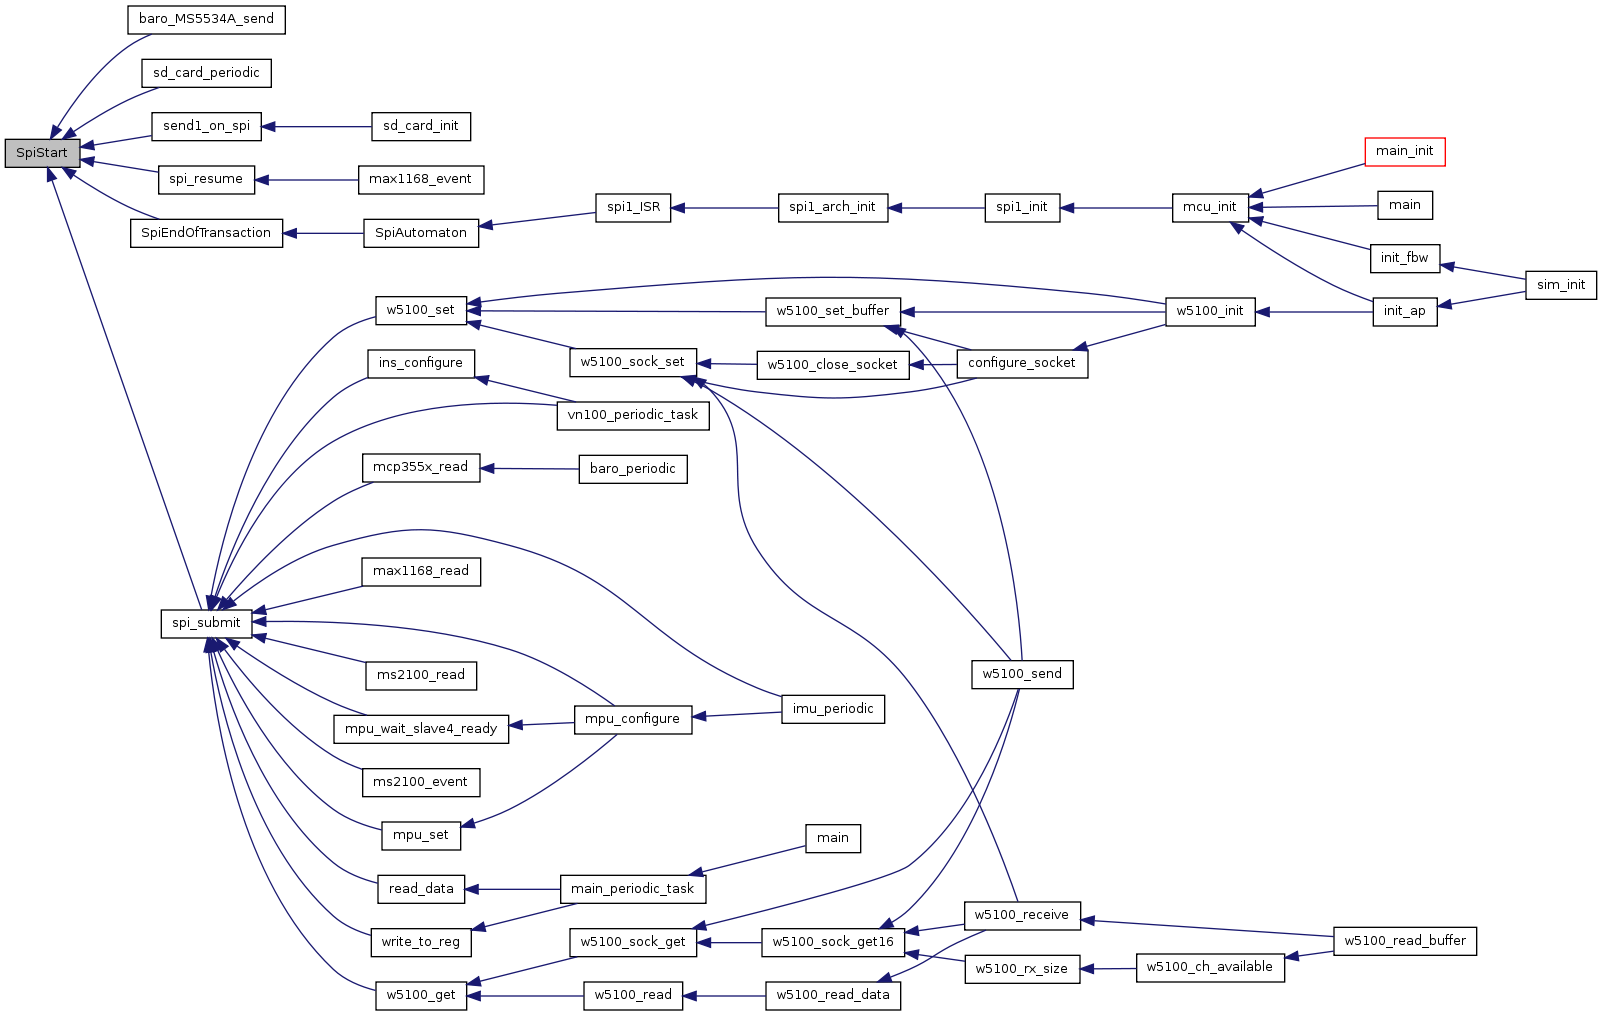 baro_MS5534A_send
sd_card_periodic
send1_on_spi
sd_card_init
SpiStart
main_init
spi_resume
max1168_event
spi1_ISR
spi1_arch_init
spi1_init
mcu_init
main
SpiEndOfTransaction
SpiAutomaton
init_fbw
sim_init
w5100_set
w5100_set_buffer
w5100_init
init_ap
ins_configure
w5100_sock_set
w5100_close_socket
configure_socket
vn100_periodic_task
mcp355x_read
baro_periodic
max1168_read
spi_submit
ms2100_read
w5100_send
mpu_wait_slave4_ready
mpu_configure
imu_periodic
ms2100_event
mpu_set
main
read_data
main_periodic_task
w5100_receive
write_to_reg
w5100_sock_get
w5100_sock_get16
w5100_read_buffer
w5100_rx_size
w5100_ch_available
w5100_get
w5100_read
w5100_read_data